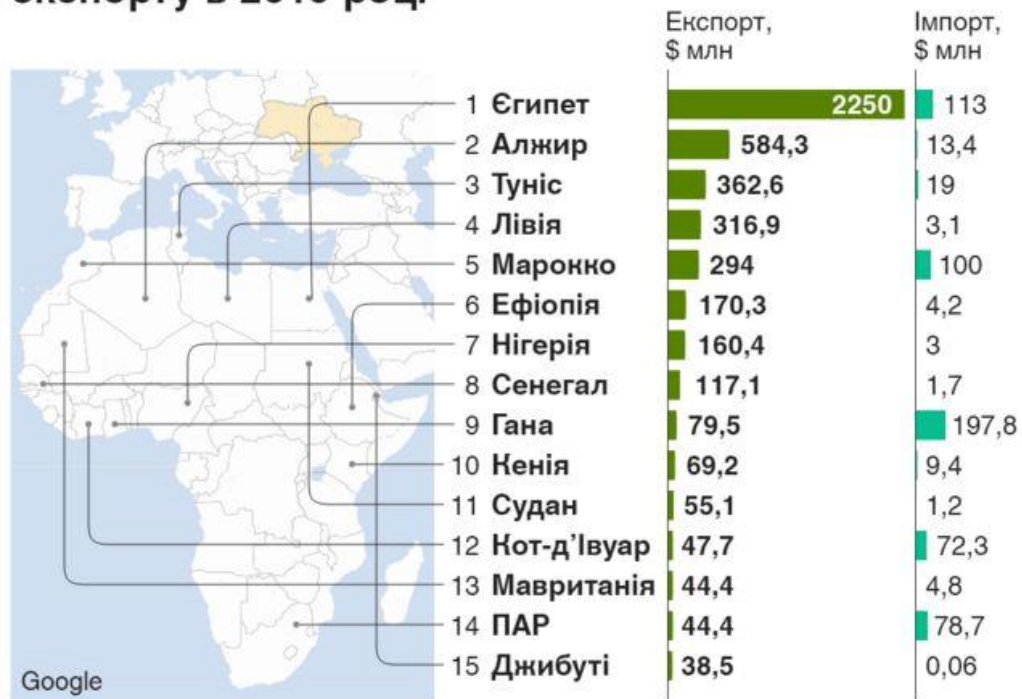 Експорт, Імпорт,
$ млн $ млн
1 Єгипет 2250 113
2 Алжир 584,3 13,4
3 Туніс 362,6 19
4 Лівія 316,9 3,1
5 Марокко 294 100
6 Ефіопія 170,3 4,2
7 Нігерія 160,4 3
8 Сенегал 117,1 1,7
9 Гана 79,5 197,8
10 Кенія 69,2 9,4
11 Судан 55,1 1,2
12 Кот-д’Івуар 47,7 72,3
13 Мавританія 44,4 4,8
14 ПАР 44,4 78,7
15 Джибуті 38,5 0,06
Google